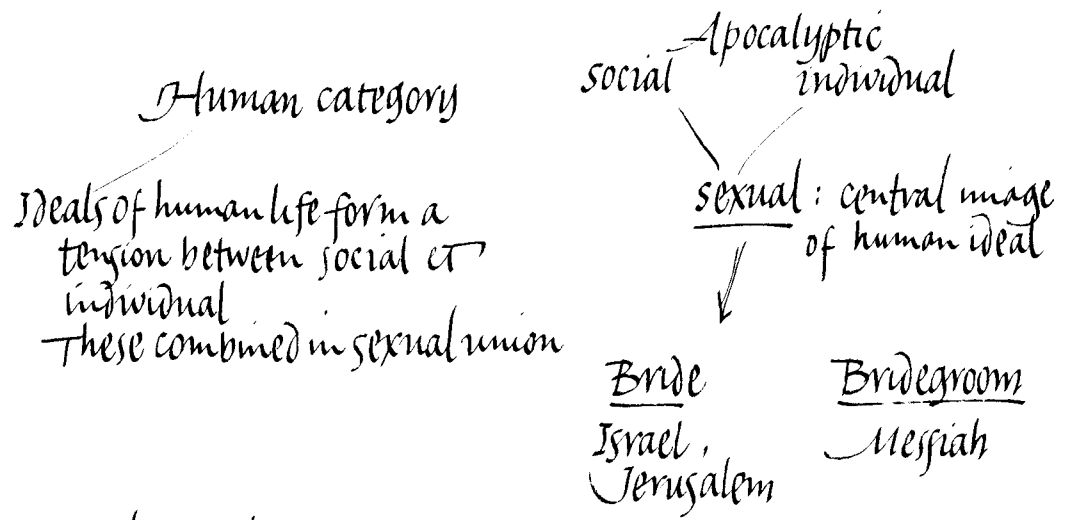 Human category
Ideals of human life form a
tension between social &
individual
These combined in sexual union
Apocalyptic
social individual
sexual : central image
of human ideal
Bride Bridegroom
Israel, Messiah
Jerusalem